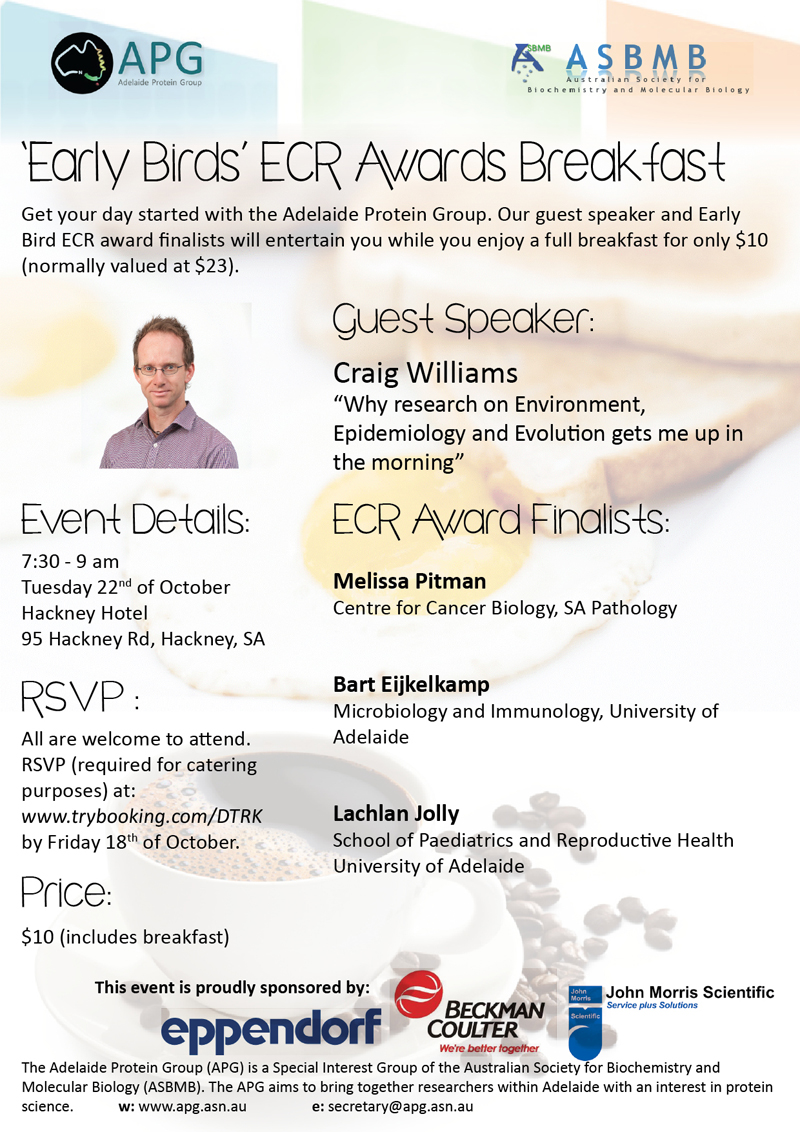 APG
Adelaide Protein Group
SBMB
ASBMB
Australian Society for
Biochemistry and Molecular Biology
‘Early Birds’ ECR Awards Breakfast
Get your day started with the Adelaide Protein Group. Our guest speaker and Early
Bird ECR award finalists will entertain you while you enjoy a full breakfast for only $10
(normally valued at $23).
Guest Speaker:
Craig Williams
“Why research on Environment,
Epidemiology and Evolution gets me up in
the morning”
Event Details:
7:30 - 9 am
Tuesday 22nd of October
Hackney Hotel
95 Hackney Rd, Hackney, SA
RSVP :
All are welcome to attend.
RSVP (required for catering
purposes) at:
www.trybooking.com/DTRK
by Friday 18th of October.
Price:
$10 (includes breakfast)
ECR Award Finalists:
Melissa Pitman
Centre for Cancer Biology, SA Pathology
Bart Eijkelkamp
Microbiology and Immunology, University of
Adelaide
Lachlan Jolly
School of Paediatrics and Reproductive Health
University of Adelaide
This event is proudly sponsored by:
eppendorf
BECKMAN
COULTER
We're better together
John
Morris
Scientific
John Morris Scientific
Service plus Solutions
The Adelaide Protein Group (APG) is a Special Interest Group of the Australian Society for Biochemistry and
Molecular Biology (ASBMB). The APG aims to bring together researchers within Adelaide with an interest in protein
science. w: www.apg.asn.au e: secretary@apg.asn.au